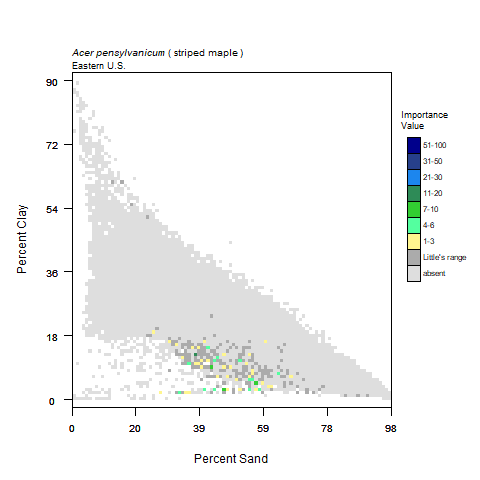 Acer pensylvanicum ( striped maple )
Eastern U.S.
Importance
Value
51-100
31-50
21-30
11-20
7-10
4-6
1-3
Little's range
absent
90
72
54
36
18
0
Percent Clay
0
20
39
59
78
98
Percent Sand